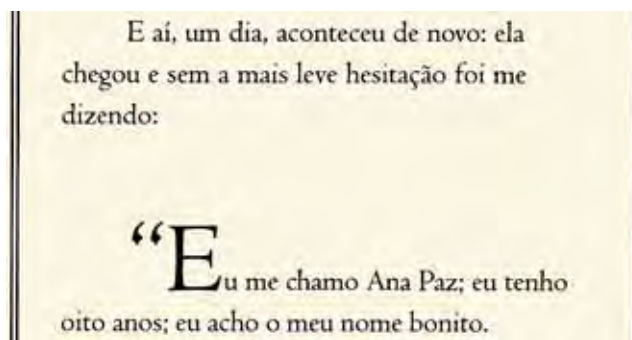 E aí, um dia, aconteceu de novo: ela
chegou e sem a mais leve hesitação foi me
dizendo:
“Eu me chamo Ana Paz; eu tenho
oito anos; eu acho o meu nome bonito.